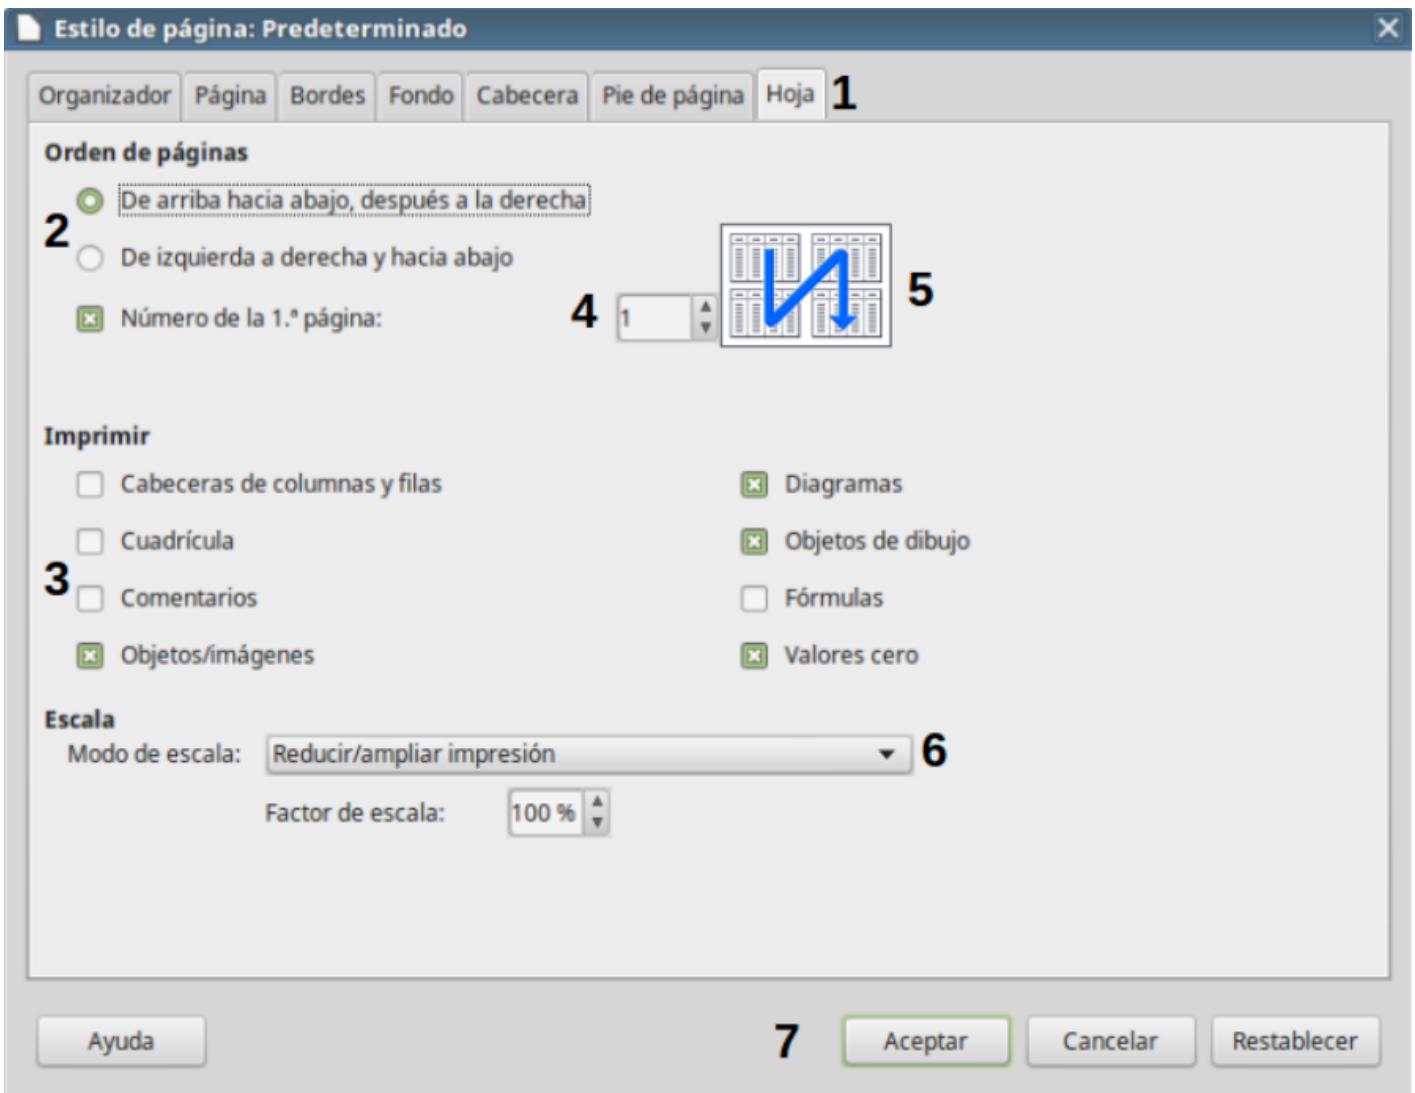 Estilo de página: Predeterminado
Organizador Página Bordes Fondo Cabecera Pie de página Hoja 1
Orden de páginas
De arriba hacia abajo, después a la derecha
2
De izquierda a derecha y hacia abajo
5
Número de la 1.ª página: 4 1
Imprimir
Cabeceras de columnas y filas Diagramas
Cuadrícula Objetos de dibujo
3
Comentarios Fórmulas
Objetos/imágenes Valores cero
Escala
Modo de escala: Reducir/ampliar impresión 6
Factor de escala: 100 %
Ayuda 7 Aceptar Cancelar Restablecer